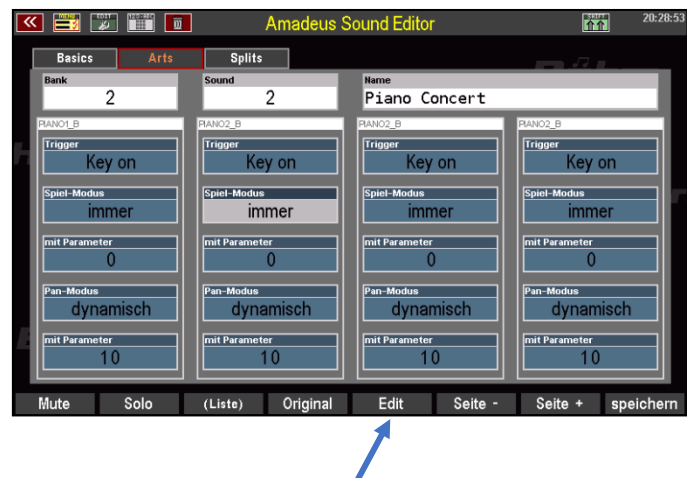 MENU EDIT Amadeus Sound Editor SHIFT 20:28:53
Basics Arts Splits
Bank Sound Name
2 2 Piano Concert
PIANO1_B PIANO2_B PIANO2_B PIANO2_B
Trigger Trigger Trigger Trigger
Key on Key on Key on Key on
Spiel-Modus Spiel-Modus Spiel-Modus Spiel-Modus
immer immer immer immer
mit Parameter mit Parameter mit Parameter mit Parameter
0 0 0 0
Pan-Modus Pan-Modus Pan-Modus Pan-Modus
dynamisch dynamisch dynamisch dynamisch
mit Parameter mit Parameter mit Parameter mit Parameter
10 10 10 10
Mute Solo (Liste) Original Edit Seite - Seite + speichern